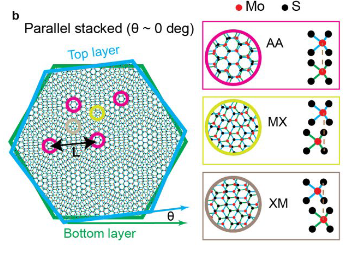 b
Mo S
Parallel stacked (θ ~ 0 deg)
Top layer
AA
MX
L
XM
θ
Bottom layer